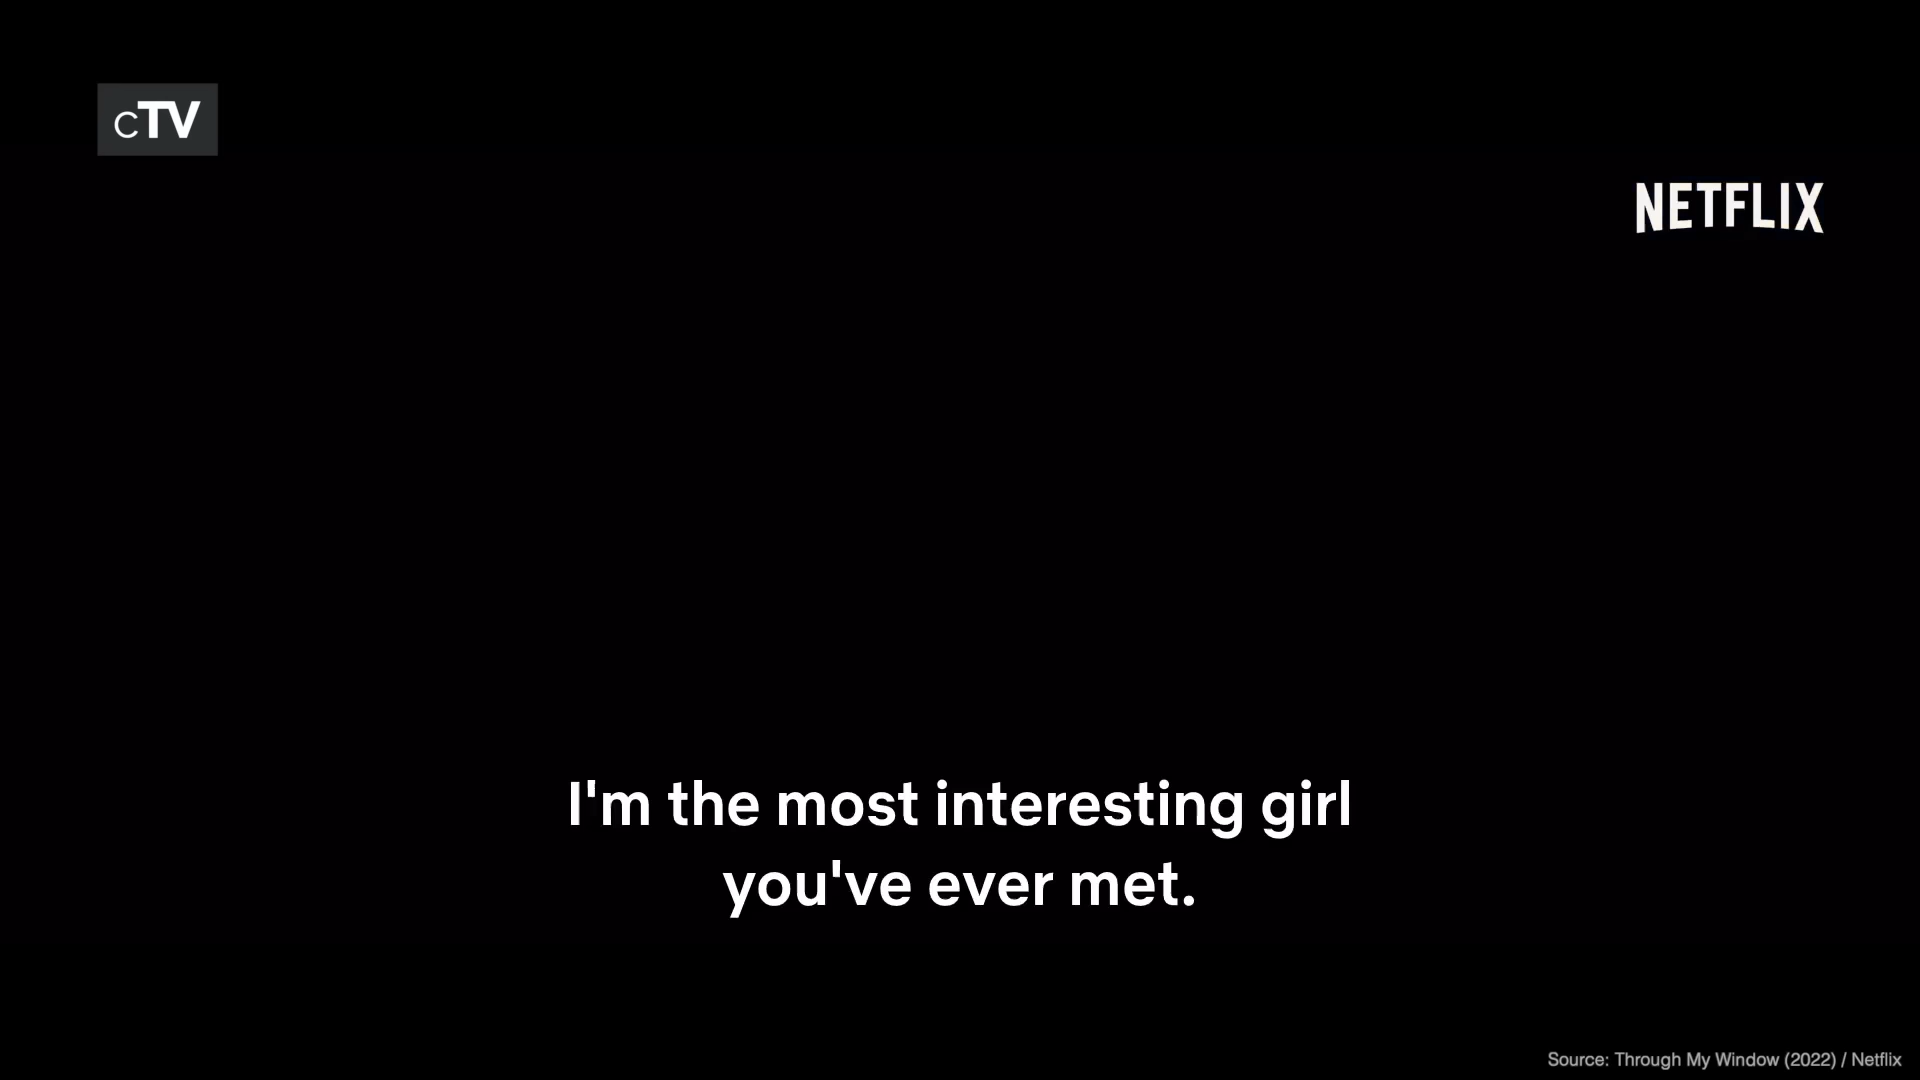 cTV
NETFLIX
I'm the most interesting girl
you've ever met.
Source: Through My Window (2022) / Netflix